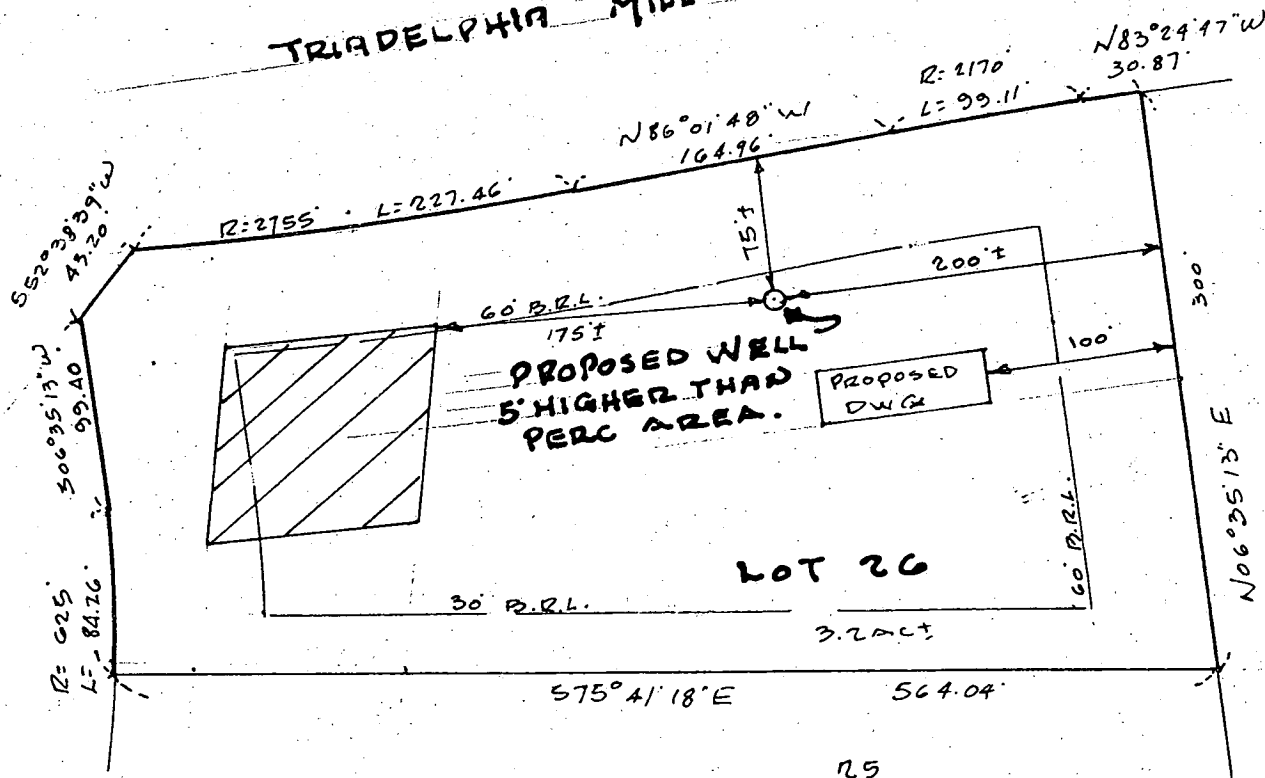 TRIADELPHIA MILL
N83°24'47"W
30.87'
R=2170'
L=99.11'
N86°01'48"W
164.96'
R=2755' L=227.46'
S52°38'39"W
43.20'
75'±
200'±
300'
60' B.R.L.
175'±
100'
PROPOSED WELL
5' HIGHER THAN
PERC AREA.
PROPOSED
DWG
S06°35'13"W
99.40'
N06°35'13"E
60' B.R.L.
LOT 26
30' B.R.L.
3.2 AC±
R=625'
L=84.26'
S75°41'18"E 564.04'
25